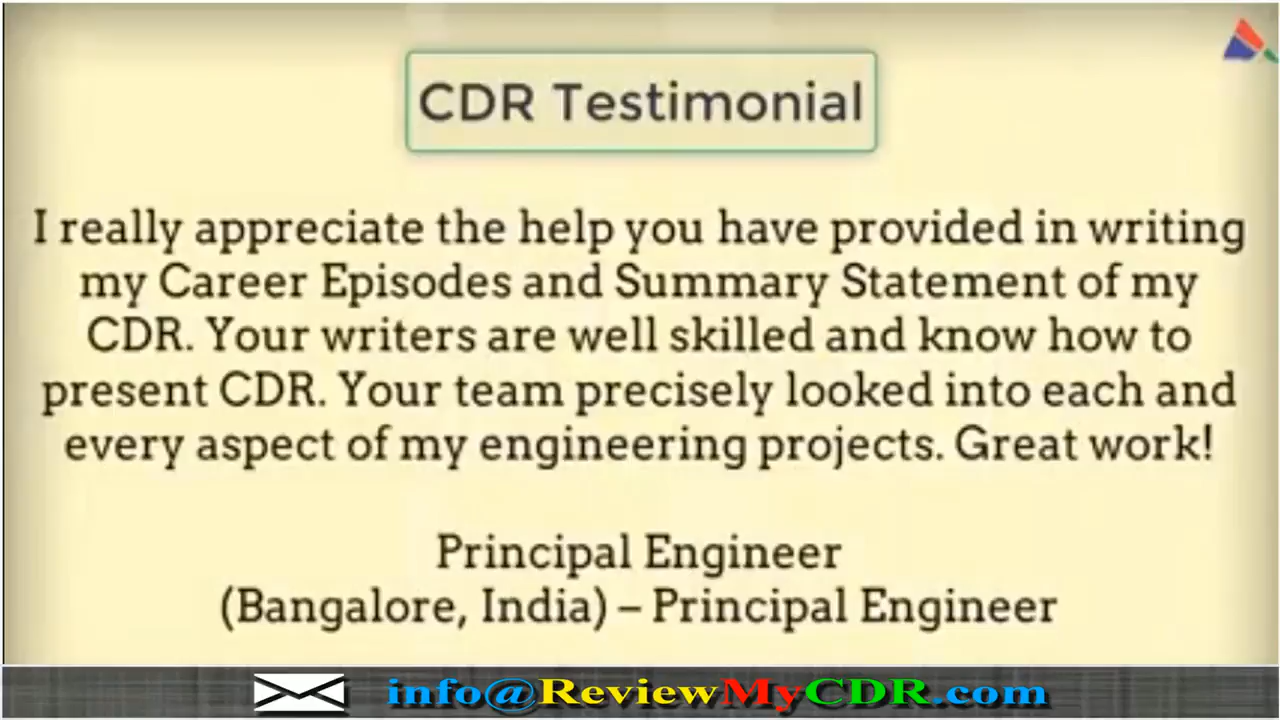 CDR Testimonial
I really appreciate the help you have provided in writing
my Career Episodes and Summary Statement of my
CDR. Your writers are well skilled and know how to
present CDR. Your team precisely looked into each and
every aspect of my engineering projects. Great work!
Principal Engineer
(Bangalore, India) – Principal Engineer
info@ReviewMyCDR.com